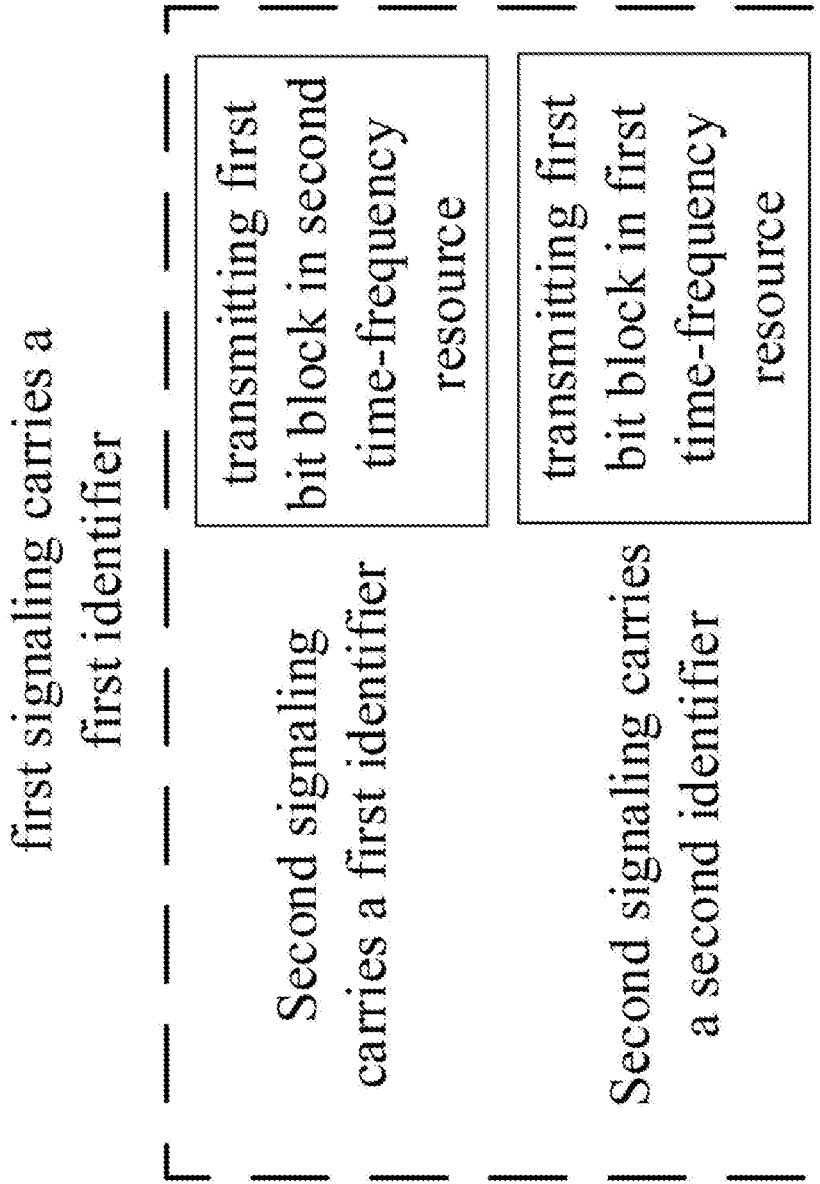 first signaling carries a
first identifier
Second signaling
carries a first identifier
transmitting first
bit block in second
time-frequency
resource
Second signaling carries
a second identifier
transmitting first
bit block in first
time-frequency
resource